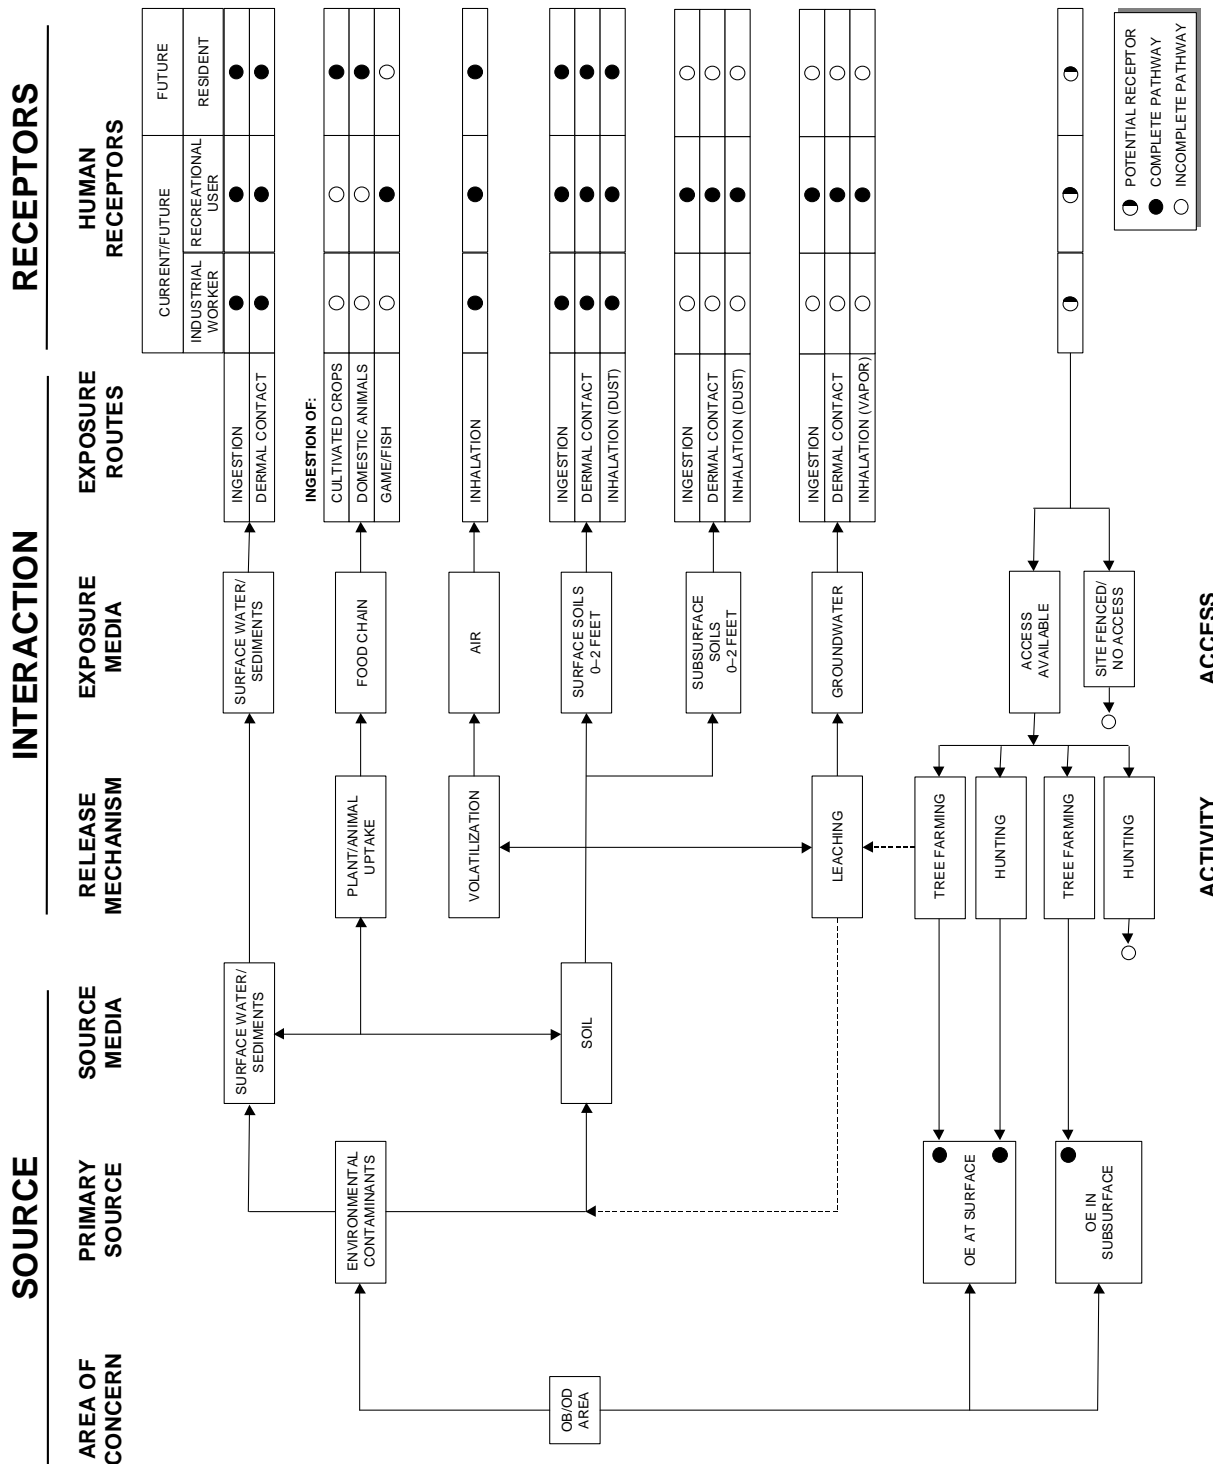 SOURCE
INTERACTION
RECEPTORS
AREA OF
CONCERN
PRIMARY
SOURCE
SOURCE
MEDIA
RELEASE
MECHANISM
EXPOSURE
MEDIA
EXPOSURE
ROUTES
HUMAN
RECEPTORS
CURRENT/FUTURE
FUTURE
INDUSTRIAL
WORKER
RECREATIONAL
USER
RESIDENT
SURFACE WATER/
SEDIMENTS
SURFACE WATER/
SEDIMENTS
INGESTION
DERMAL CONTACT
ENVIRONMENTAL
CONTAMINANTS
PLANT/ANIMAL
UPTAKE
FOOD CHAIN
INGESTION OF:
CULTIVATED CROPS
DOMESTIC ANIMALS
GAME/FISH
VOLATILIZATION
AIR
INHALATION
OB/OD
AREA
SOIL
SURFACE SOILS
0–2 FEET
INGESTION
DERMAL CONTACT
INHALATION (DUST)
SUBSURFACE
SOILS
0–2 FEET
INGESTION
DERMAL CONTACT
INHALATION (DUST)
LEACHING
GROUNDWATER
INGESTION
DERMAL CONTACT
INHALATION (VAPOR)
OE AT SURFACE
TREE FARMING
HUNTING
ACCESS
AVAILABLE
OE IN
SUBSURFACE
TREE FARMING
HUNTING
SITE FENCED/
NO ACCESS
POTENTIAL RECEPTOR
COMPLETE PATHWAY
INCOMPLETE PATHWAY
ACTIVITY
ACCESS